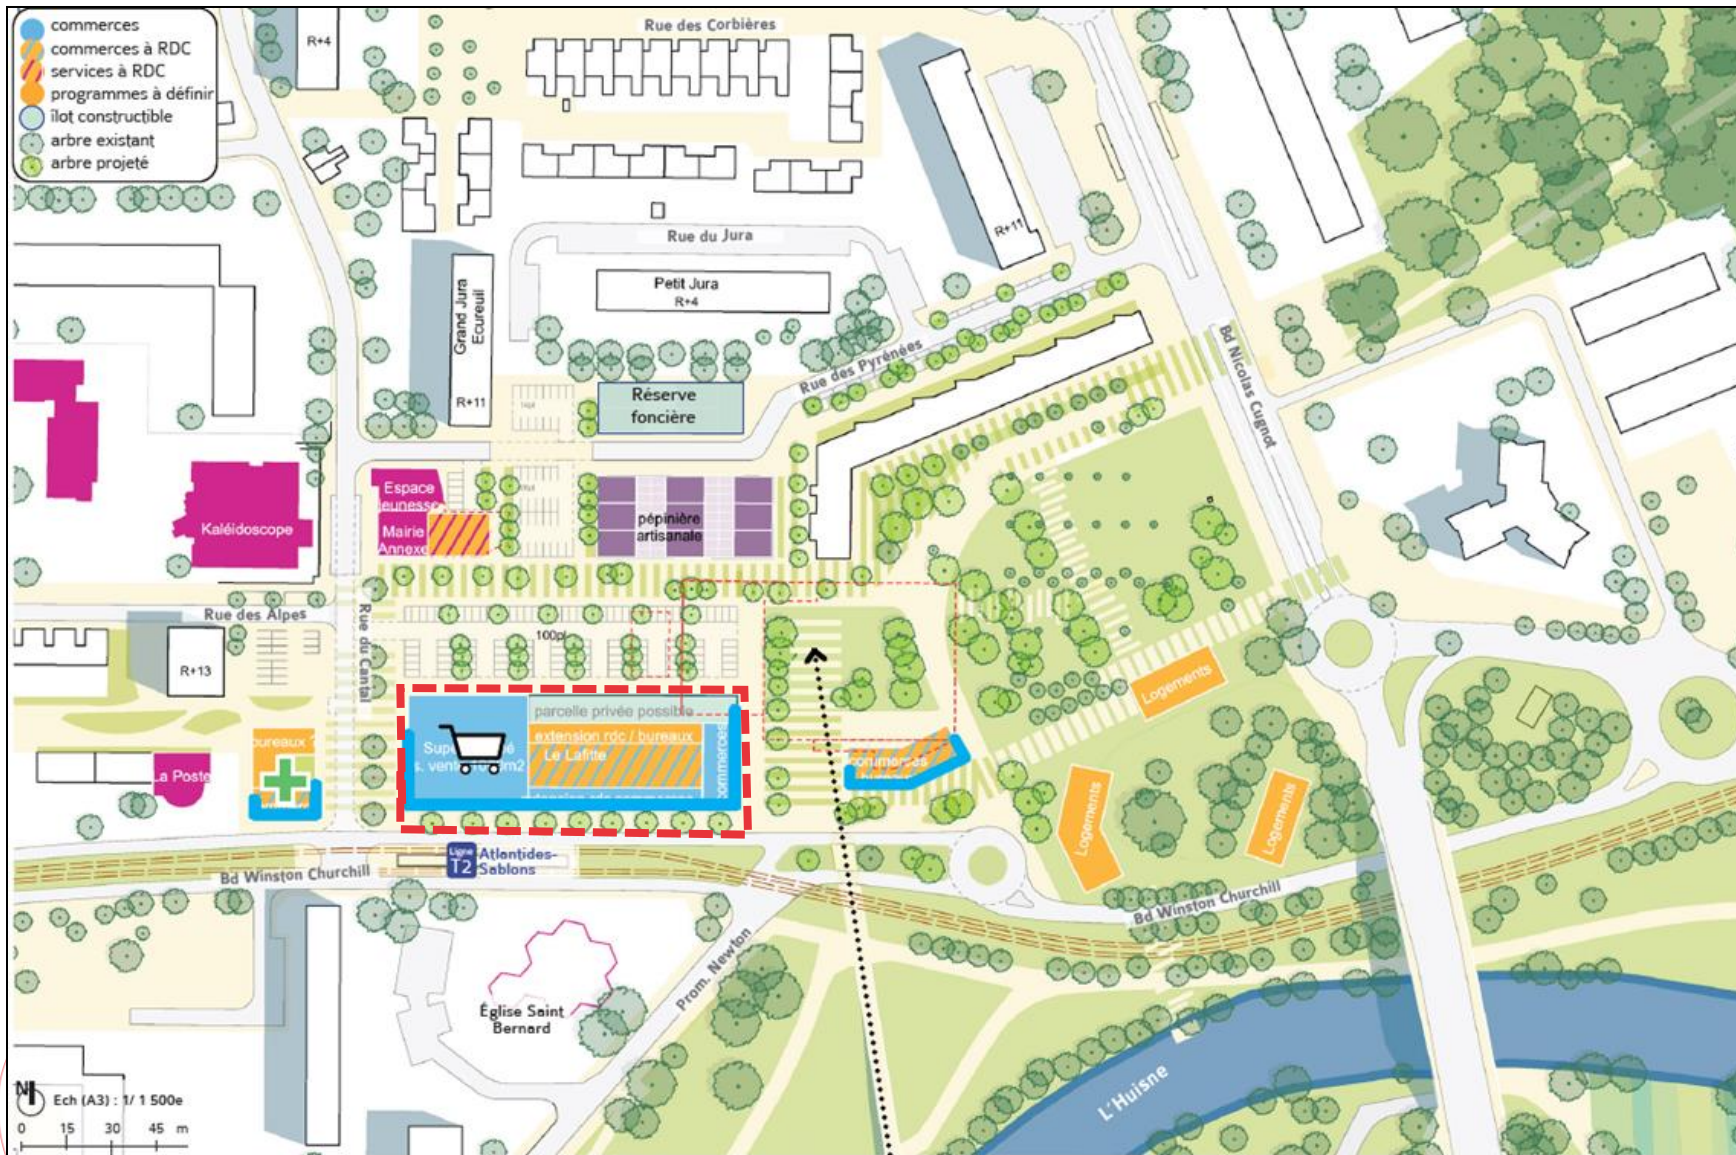 commerces
commerces à RDC
services à RDC
programmes à définir
îlot constructible
arbre existant
arbre projeté
R+4
Rue des Corbières
R+11
Rue du Jura
Petit Jura
R+4
Grand Jura
Ecureuil
R+11
Réserve
foncière
Rue des Pyrénées
Bd Nicolas Cugnot
Kaléidoscope
Espace
jeunesse
Mairie
Annexe
pépinière
artisanale
Rue des Alpes
Rue du Cantal
100pl
R+13
parcelle privée possible
extension rdc / bureaux
Le Lafitte
m2
commerces
bureaux
La Poste
commerces
Logements
Logements
Logements
Ligne
T2
Atlantides-
Sablons
Bd Winston Churchill
Bd Winston Churchill
Prom. Newton
Église Saint
Bernard
L'Huisne
N
Ech (A3) : 1/ 1 500e
0 15 30 45 m